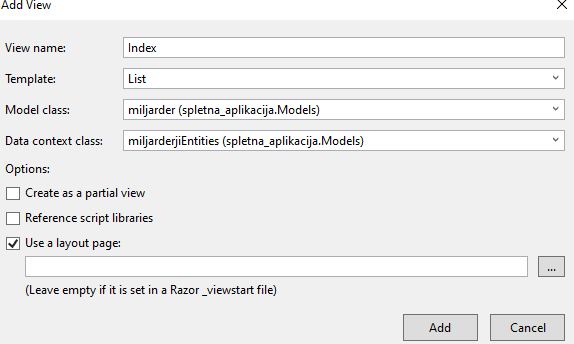 Add View
View name: Index
Template: List
Model class: miljarder (spletna_aplikacija.Models)
Data context class: miljarderjiEntities (spletna_aplikacija.Models)
Options:
Create as a partial view
Reference script libraries
Use a layout page:
...
(Leave empty if it is set in a Razor _viewstart file)
Add Cancel